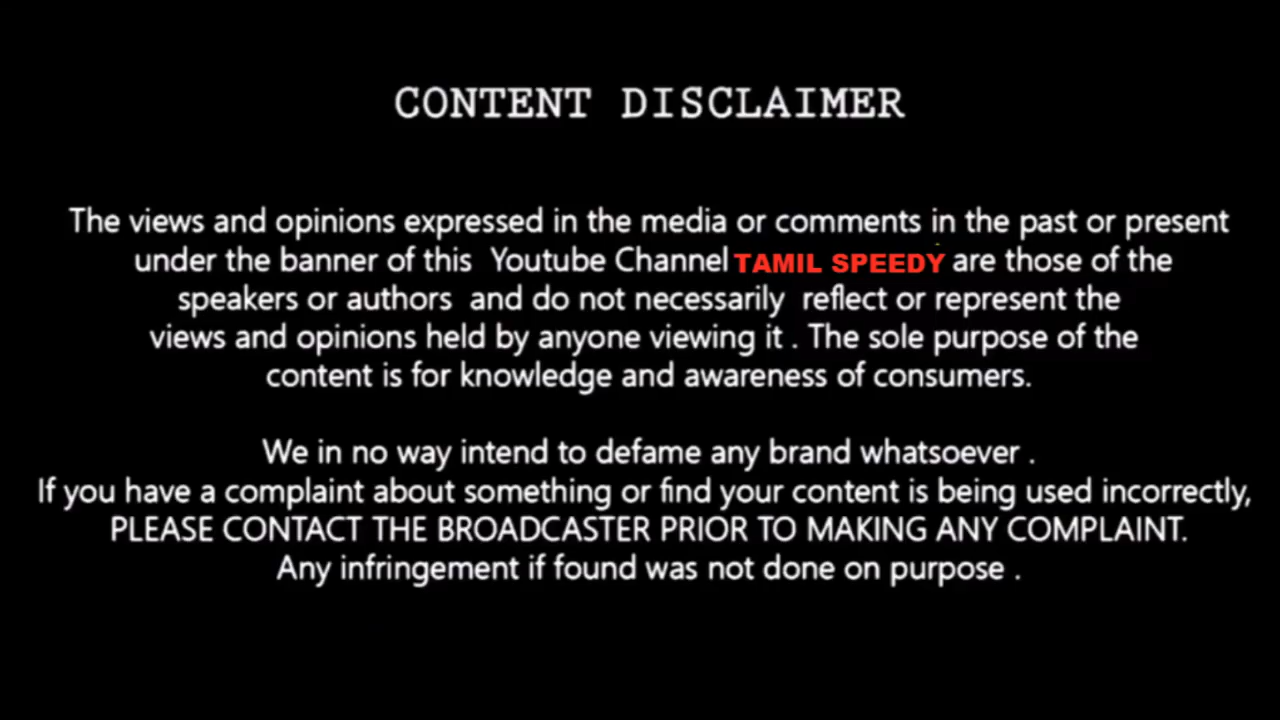 CONTENT DISCLAIMER
The views and opinions expressed in the media or comments in the past or present
under the banner of this Youtube Channel TAMIL SPEEDY are those of the
speakers or authors and do not necessarily reflect or represent the
views and opinions held by anyone viewing it . The sole purpose of the
content is for knowledge and awareness of consumers.
We in no way intend to defame any brand whatsoever .
If you have a complaint about something or find your content is being used incorrectly,
PLEASE CONTACT THE BROADCASTER PRIOR TO MAKING ANY COMPLAINT.
Any infringement if found was not done on purpose .